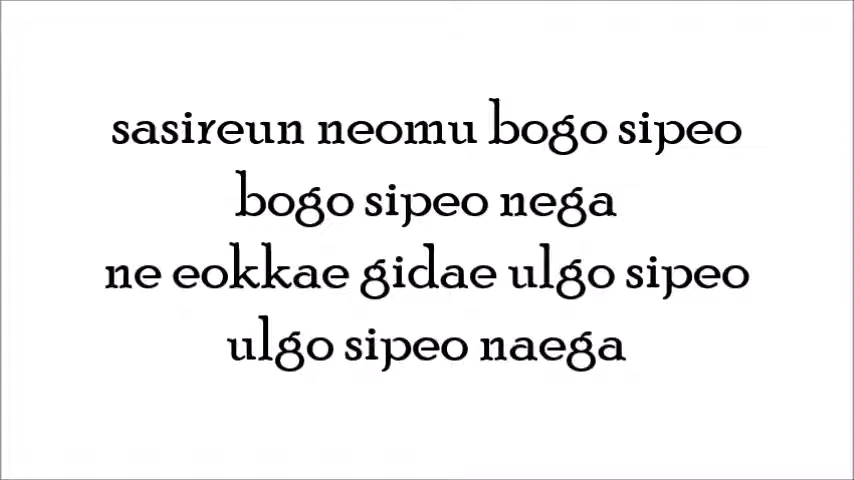 sasireun neomu bogo sipeo
bogo sipeo nega
ne eokkae gidae ulgo sipeo
ulgo sipeo naega